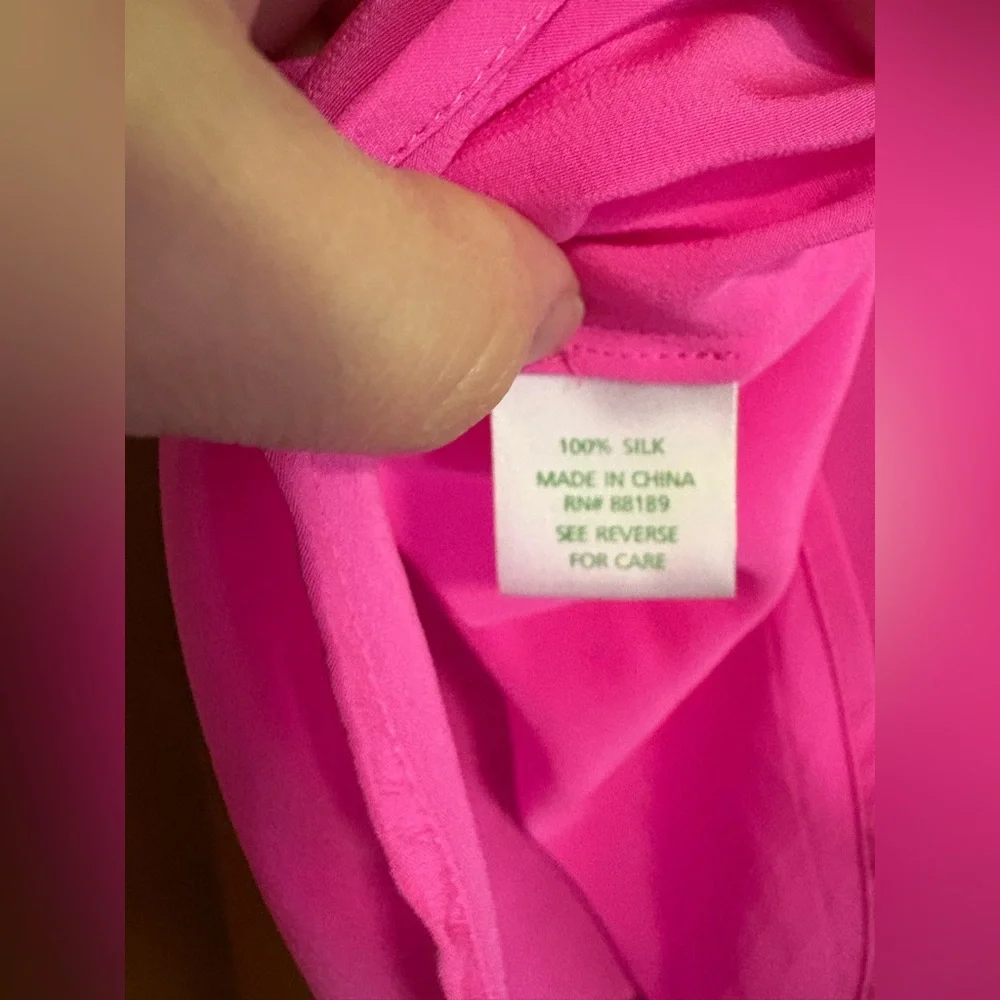 100% SILK
MADE IN CHINA
RN# 88189
SEE REVERSE
FOR CARE